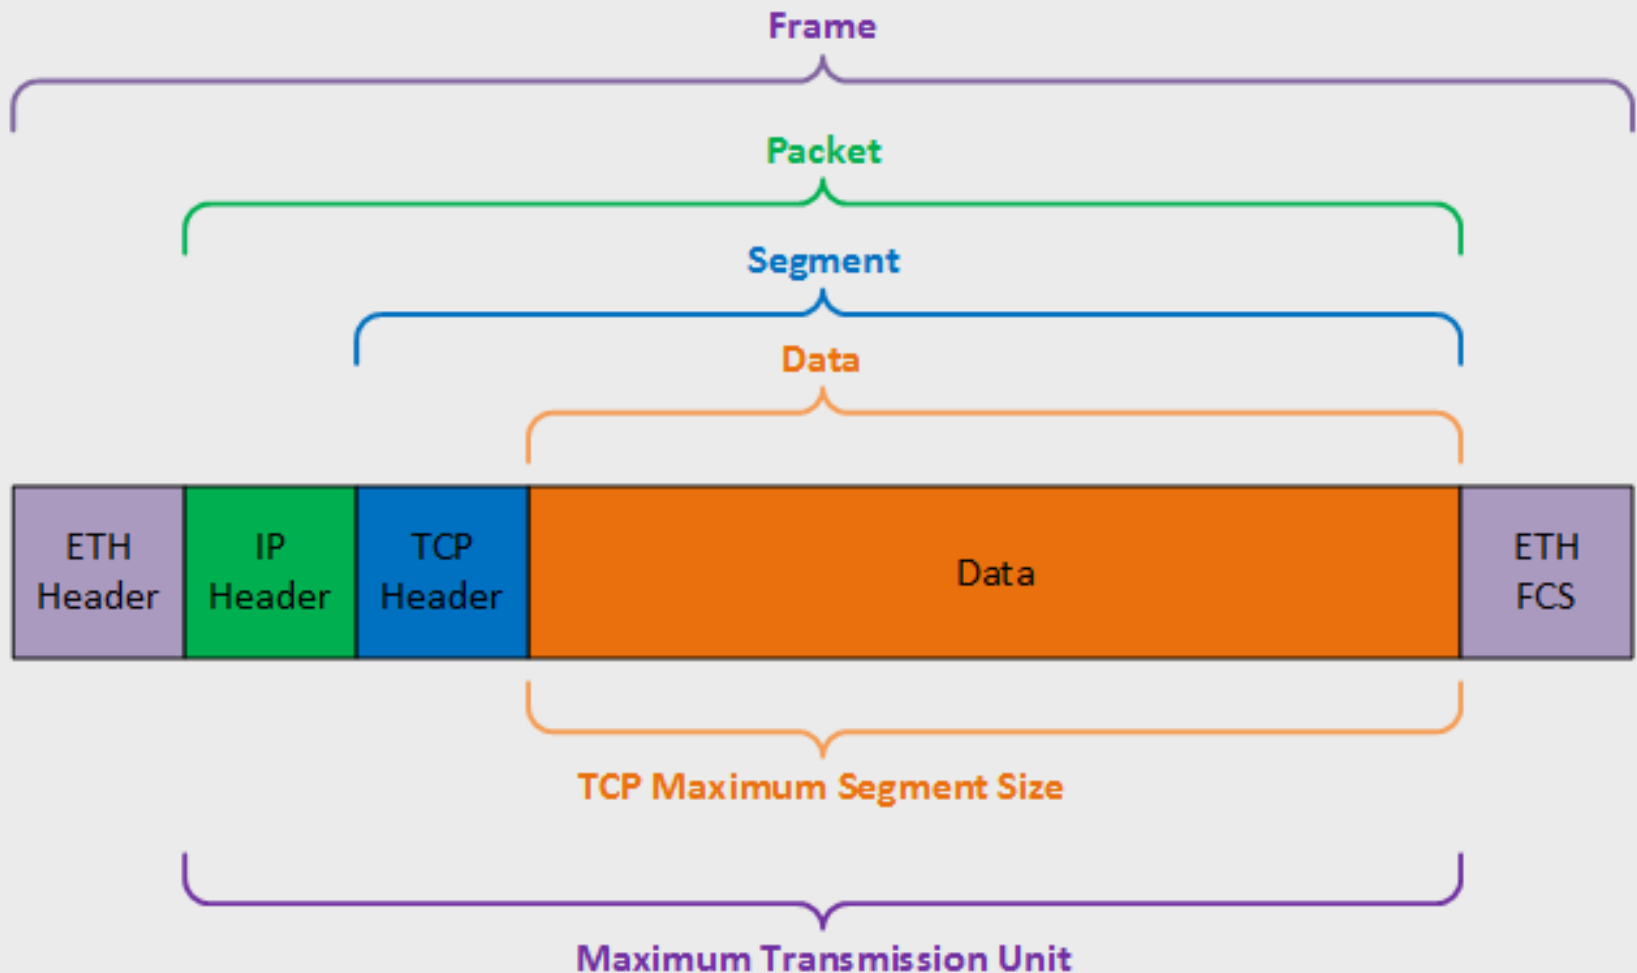 Frame
Packet
Segment
Data
ETH
Header
IP
Header
TCP
Header
Data
ETH
FCS
TCP Maximum Segment Size
Maximum Transmission Unit